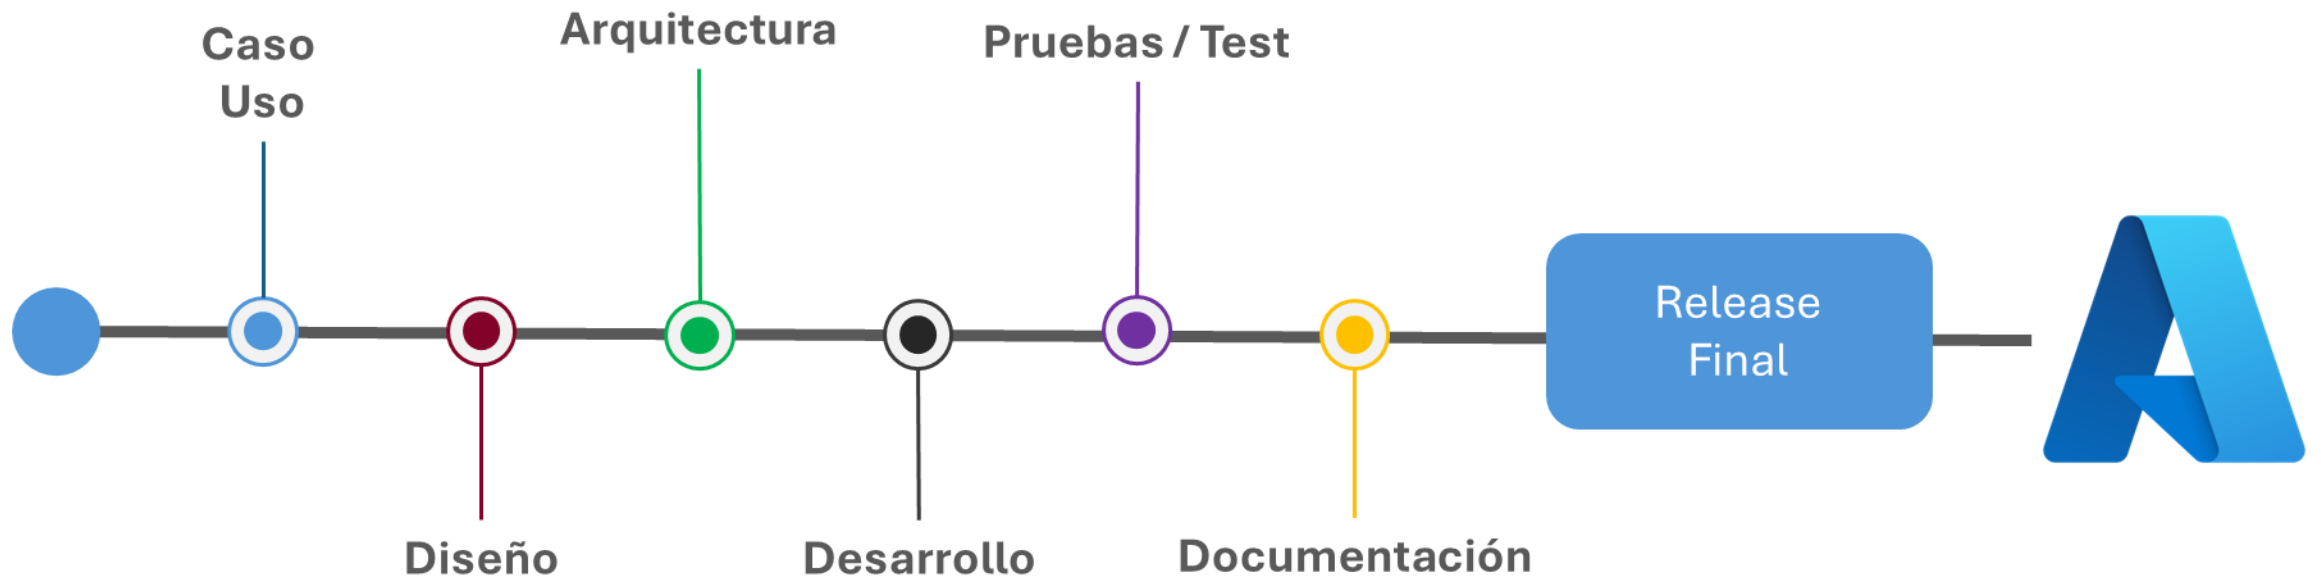 Caso
Uso
Diseño
Arquitectura
Desarrollo
Pruebas / Test
Documentación
Release
Final